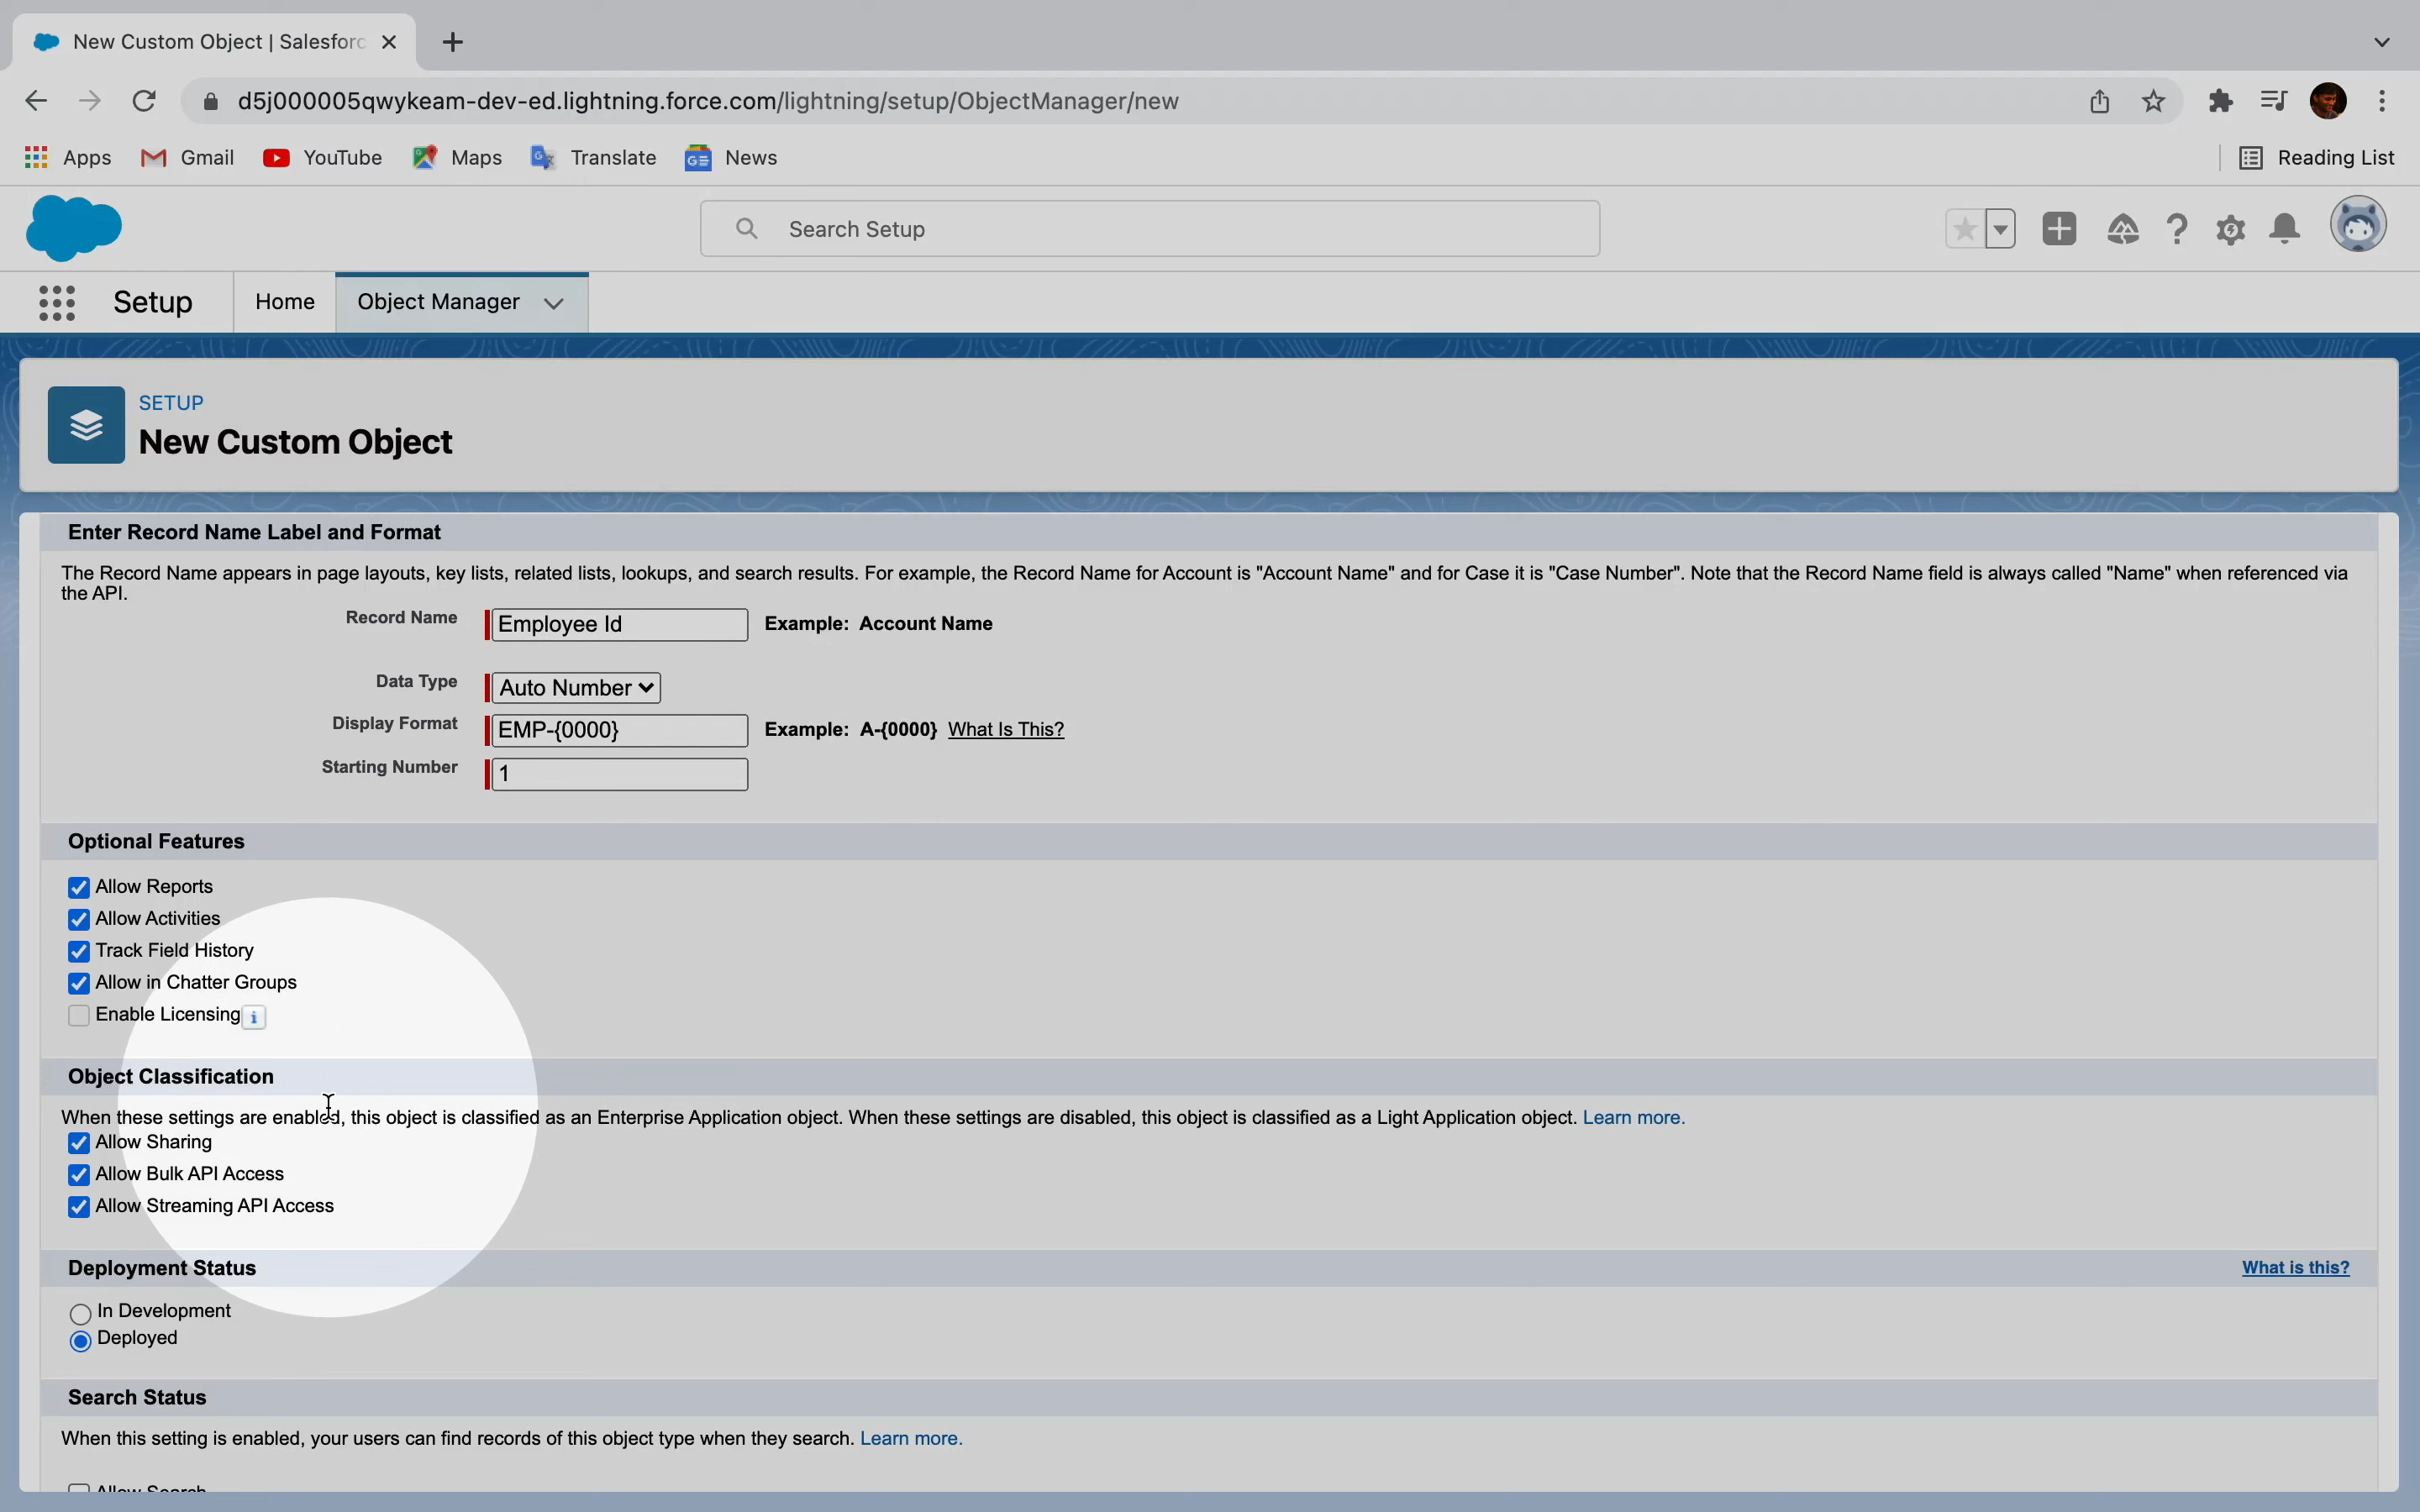 New Custom Object | Salesforc
d5j000005qwykeam-dev-ed.lightning.force.com/lightning/setup/ObjectManager/new
Apps Gmail YouTube Maps Translate News Reading List
Search Setup
Setup Home Object Manager
SETUP
New Custom Object
Enter Record Name Label and Format
The Record Name appears in page layouts, key lists, related lists, lookups, and search results. For example, the Record Name for Account is "Account Name" and for Case it is "Case Number". Note that the Record Name field is always called "Name" when referenced via
the API.
Record Name Employee Id Example: Account Name
Data Type Auto Number
Display Format EMP-{0000} Example: A-{0000} What Is This?
Starting Number 1
Optional Features
Allow Reports
Allow Activities
Track Field History
Allow in Chatter Groups
Enable Licensing i
Object Classification
When these settings are enabled, this object is classified as an Enterprise Application object. When these settings are disabled, this object is classified as a Light Application object. Learn more.
Allow Sharing
Allow Bulk API Access
Allow Streaming API Access
Deployment Status What is this?
In Development
Deployed
Search Status
When this setting is enabled, your users can find records of this object type when they search. Learn more.
Allow Search